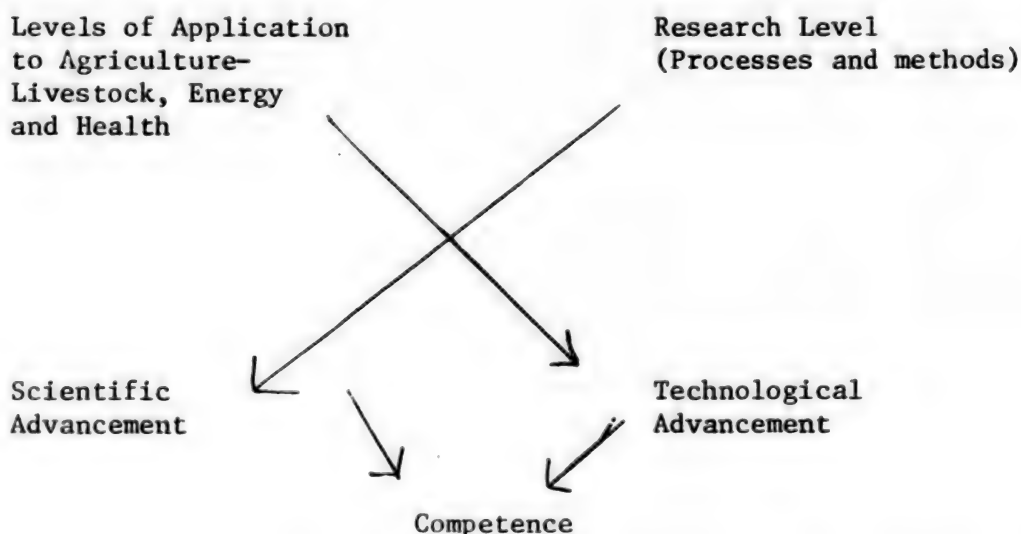 Levels of Application
to Agriculture-
Livestock, Energy
and Health
Research Level
(Processes and methods)
Scientific
Advancement
Technological
Advancement
Competence